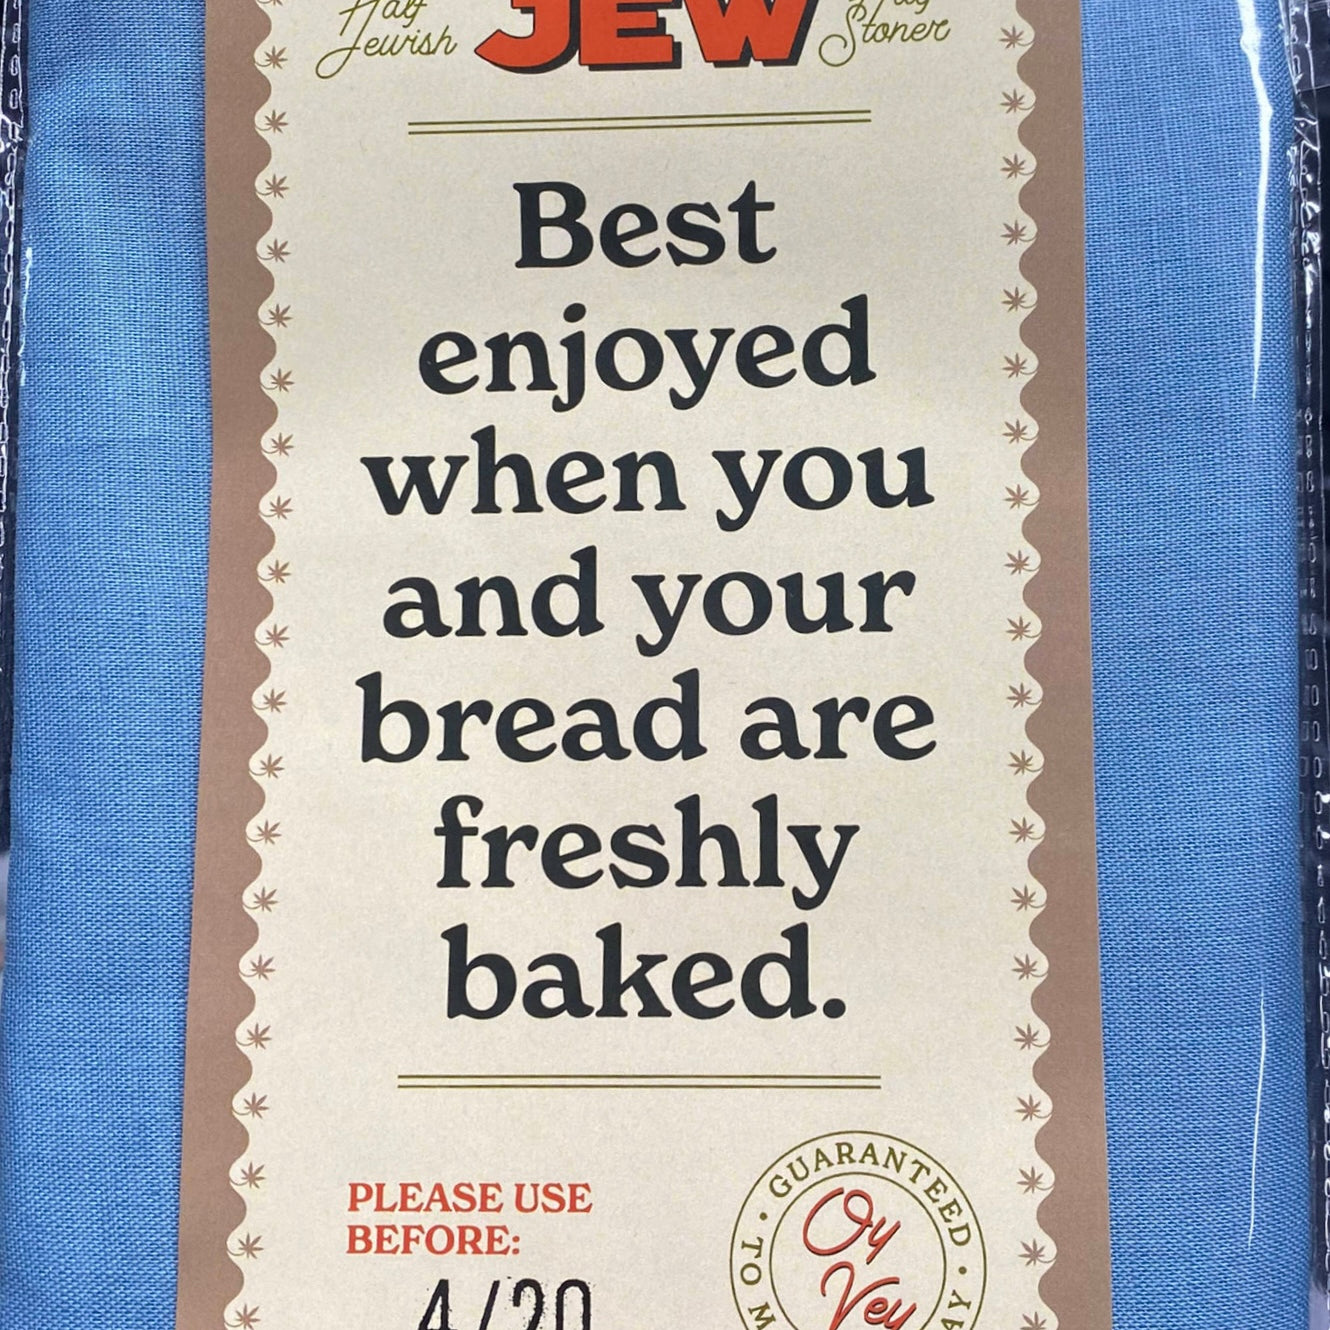 Half
Jewish
JEW
Stoner
Best
enjoyed
when you
and your
bread are
freshly
baked.
PLEASE USE
BEFORE:
4/20
GUARANTEED
TO
Oy
Vey